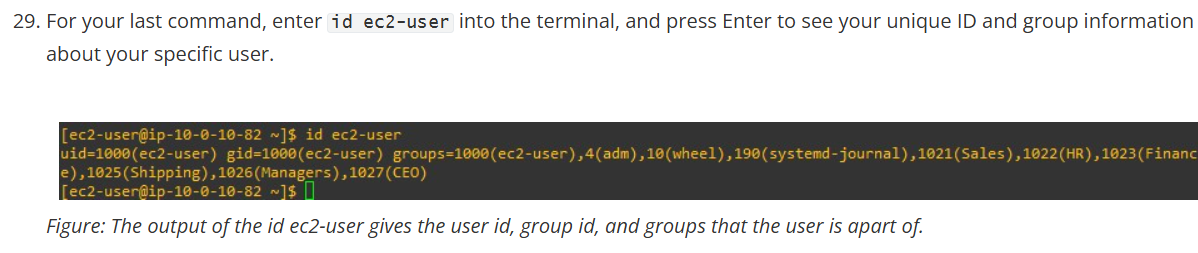 29. For your last command, enter id ec2-user into the terminal, and press Enter to see your unique ID and group information
about your specific user.
[ec2-user@ip-10-0-10-82 ~]$ id ec2-user
uid=1000(ec2-user) gid=1000(ec2-user) groups=1000(ec2-user),4(adm),10(wheel),190(systemd-journal),1021(Sales),1022(HR),1023(Financ
e),1025(Shipping),1026(Managers),1027(CEO)
[ec2-user@ip-10-0-10-82 ~]$
Figure: The output of the id ec2-user gives the user id, group id, and groups that the user is apart of.